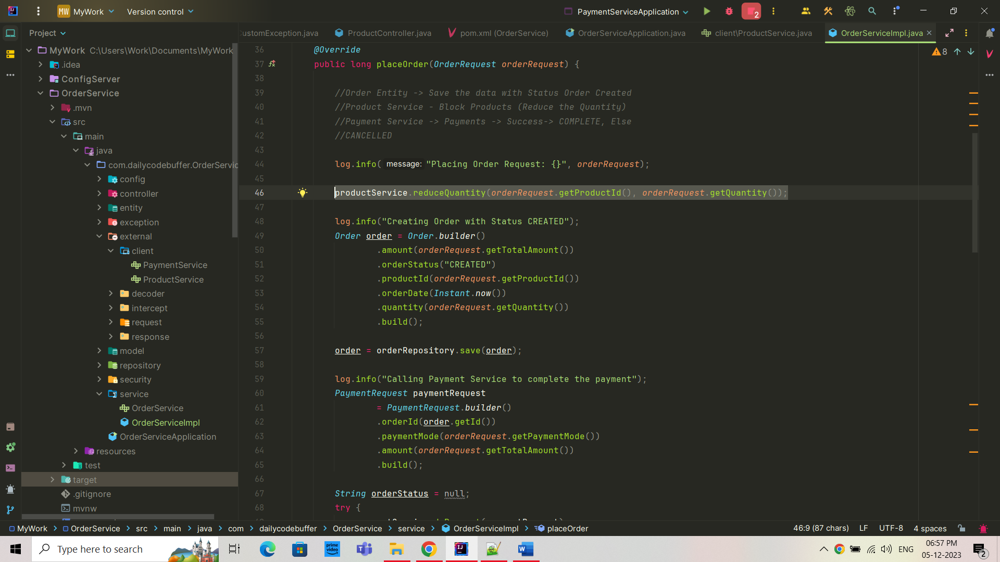 MW MyWork Version control PaymentServiceApplication 2
Project
ustomException.java ProductController.java pom.xml (OrderService) OrderServiceApplication.java client\ProductService.java OrderServiceImpl.java
MyWork C:\Users\Work\Documents\MyWork
.idea
ConfigServer
OrderService
.mvn
src
main
java
com.dailycodebuffer.OrderServic
config
controller
entity
exception
external
client
PaymentService
ProductService
decoder
intercept
request
response
model
repository
security
service
OrderService
OrderServiceImpl
OrderServiceApplication
resources
test
target
.gitignore
mvnw
8
36 @Override
37 public long placeOrder(OrderRequest orderRequest) {
38
39 //Order Entity -> Save the data with Status Order Created
40 //Product Service - Block Products (Reduce the Quantity)
41 //Payment Service -> Payments -> Success-> COMPLETE, Else
42 //CANCELLED
43
44 log.info( message: "Placing Order Request: {}", orderRequest);
45
46 productService.reduceQuantity(orderRequest.getProductId(), orderRequest.getQuantity());
47
48 log.info("Creating Order with Status CREATED");
49 Order order = Order.builder()
50 .amount(orderRequest.getTotalAmount())
51 .orderStatus("CREATED")
52 .productId(orderRequest.getProductId())
53 .orderDate(Instant.now())
54 .quantity(orderRequest.getQuantity())
55 .build();
56
57 order = orderRepository.save(order);
58
59 log.info("Calling Payment Service to complete the payment");
60 PaymentRequest paymentRequest
61 = PaymentRequest.builder()
62 .orderId(order.getId())
63 .paymentMode(orderRequest.getPaymentMode())
64 .amount(orderRequest.getTotalAmount())
65 .build();
66
67 String orderStatus = null;
68 try {
MyWork > OrderService > src > main > java > com > dailycodebuffer > OrderService > service > OrderServiceImpl > placeOrder
46:9 (87 chars) LF UTF-8 4 spaces
Type here to search
prime video
ENG
06:57 PM
05-12-2023
2